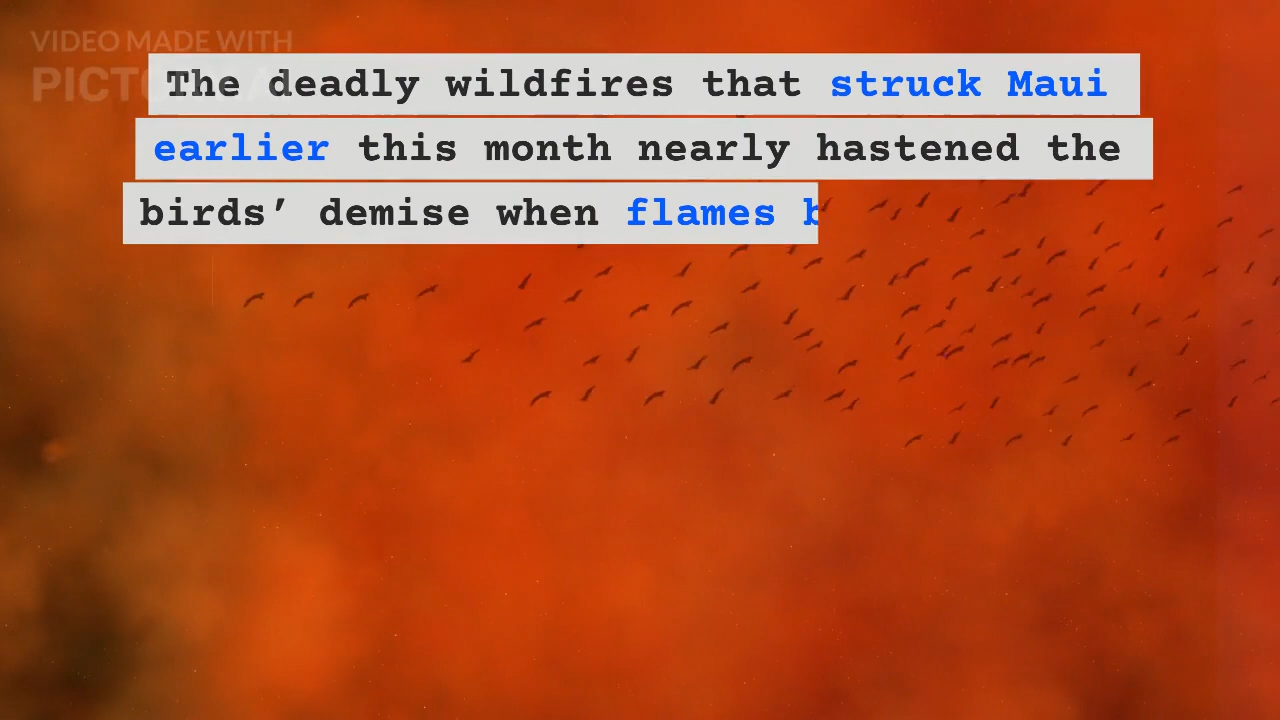 VIDEO MADE WITH
The deadly wildfires that struck Maui
earlier this month nearly hastened the
birds’ demise when flames b